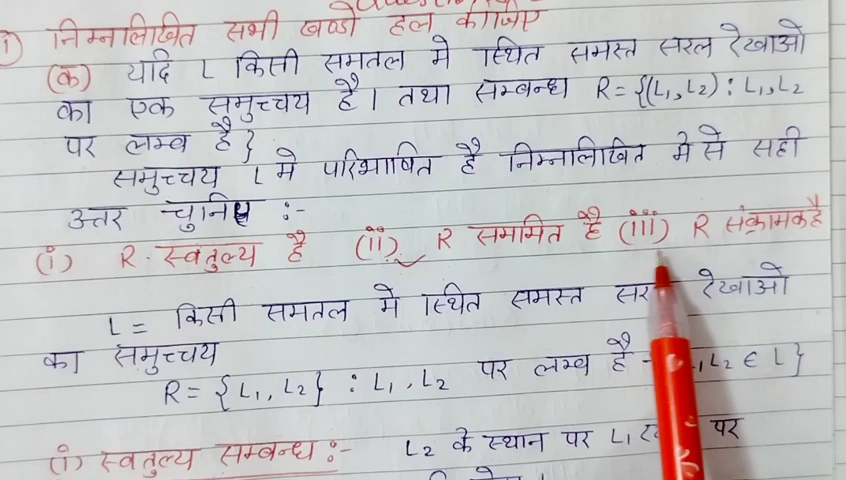 ① निम्नलिखित सभी खण्डो हल कीजिए
(क) यदि L किसी समतल मे स्थित समस्त सरल रेखाओ
का एक समुच्चय है। तथा सम्बन्ध R = {(L₁, L₂) : L₁, L₂
पर लम्ब है}
समुच्चय L मे परिभाषित है निम्नलिखित मे से सही
उत्तर चुनिए :-
(i) R स्वतुल्य है (ii) R सममित है (iii) R संक्रामक है
L = किसी समतल मे स्थित समस्त सर रेखाओ
का समुच्चय
R = {L₁, L₂} : L₁, L₂ पर लम्ब है L₂ ∈ L}
(i) स्वतुल्य सम्बन्ध :- L₂ के स्थान पर L₁ पर